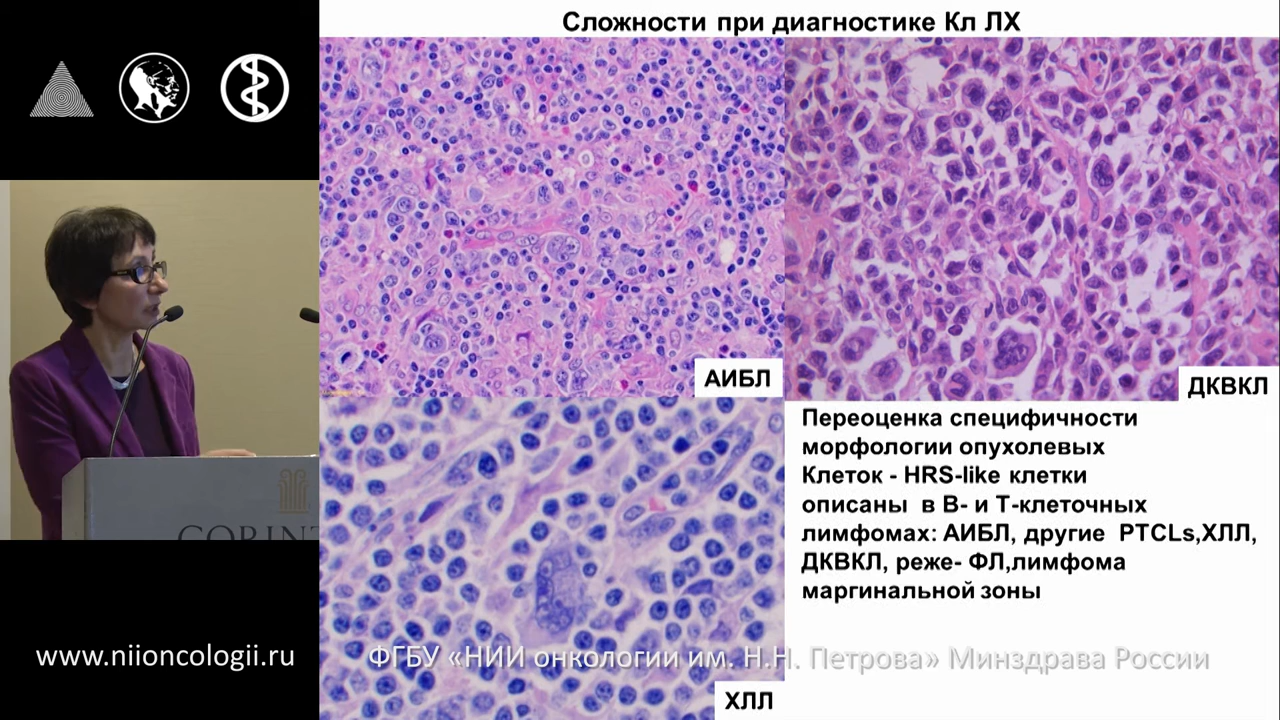 Сложности при диагностике Кл ЛХ
АИБЛ
ДКВКЛ
Переоценка специфичности
морфологии опухолевых
Клеток - HRS-like клетки
описаны в В- и Т-клеточных
лимфомах: АИБЛ, другие PTCLs,ХЛЛ,
ДКВКЛ, реже- ФЛ,лимфома
маргинальной зоны
ХЛЛ
www.niioncologii.ru
ФГБУ «НИИ онкологии им. Н.Н. Петрова» Минздрава России